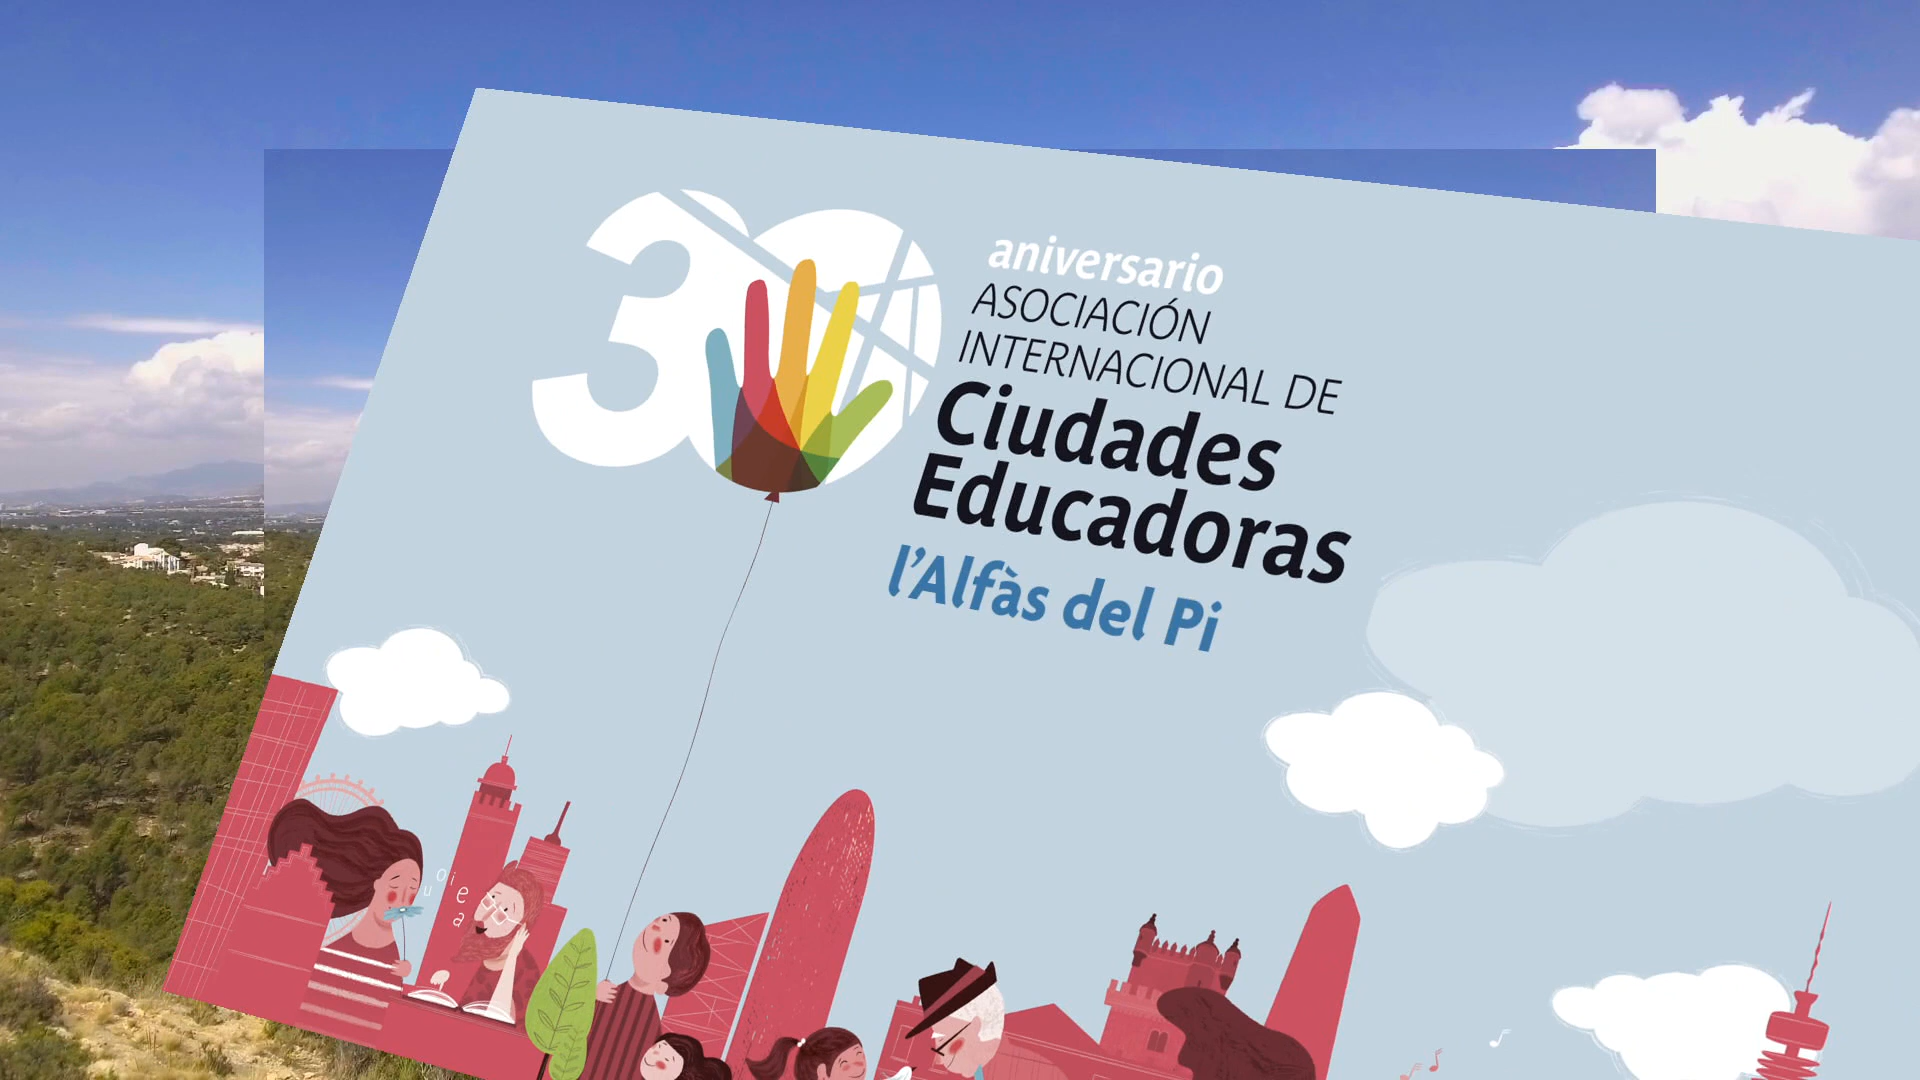 30
aniversario
ASOCIACIÓN
INTERNACIONAL DE
Ciudades
Educadoras
l'Alfàs del Pi
u o i e a